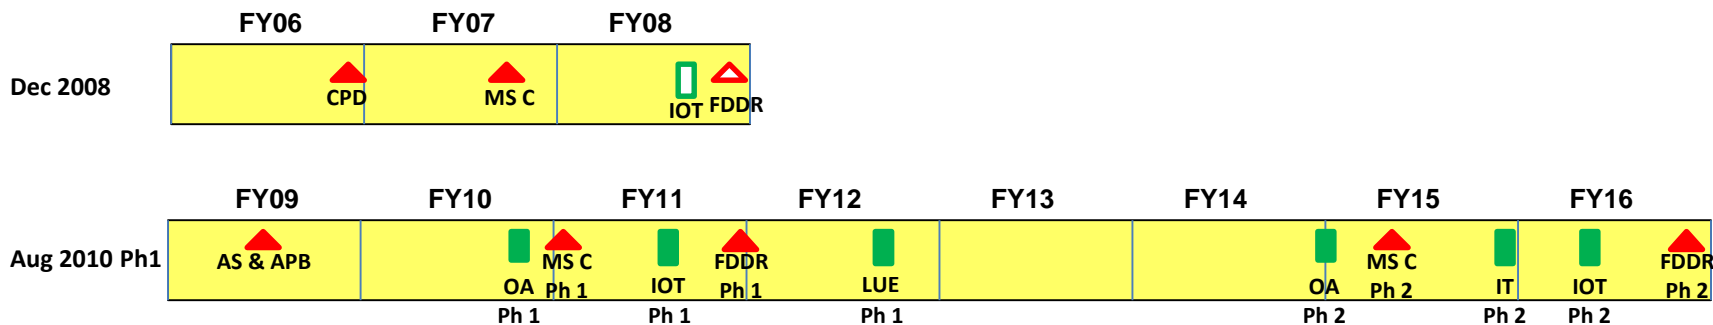 FY06 FY07 FY08
Dec 2008
CPD MS C IOT FDDR
FY09 FY10 FY11 FY12 FY13 FY14 FY15 FY16
Aug 2010 Ph1
AS & APB MS C FDDR MS C FDDR
OA Ph 1 IOT Ph 1 LUE OA Ph 2 IT IOT Ph 2
Ph 1 Ph 1 Ph 1 Ph 2 Ph 2 Ph 2